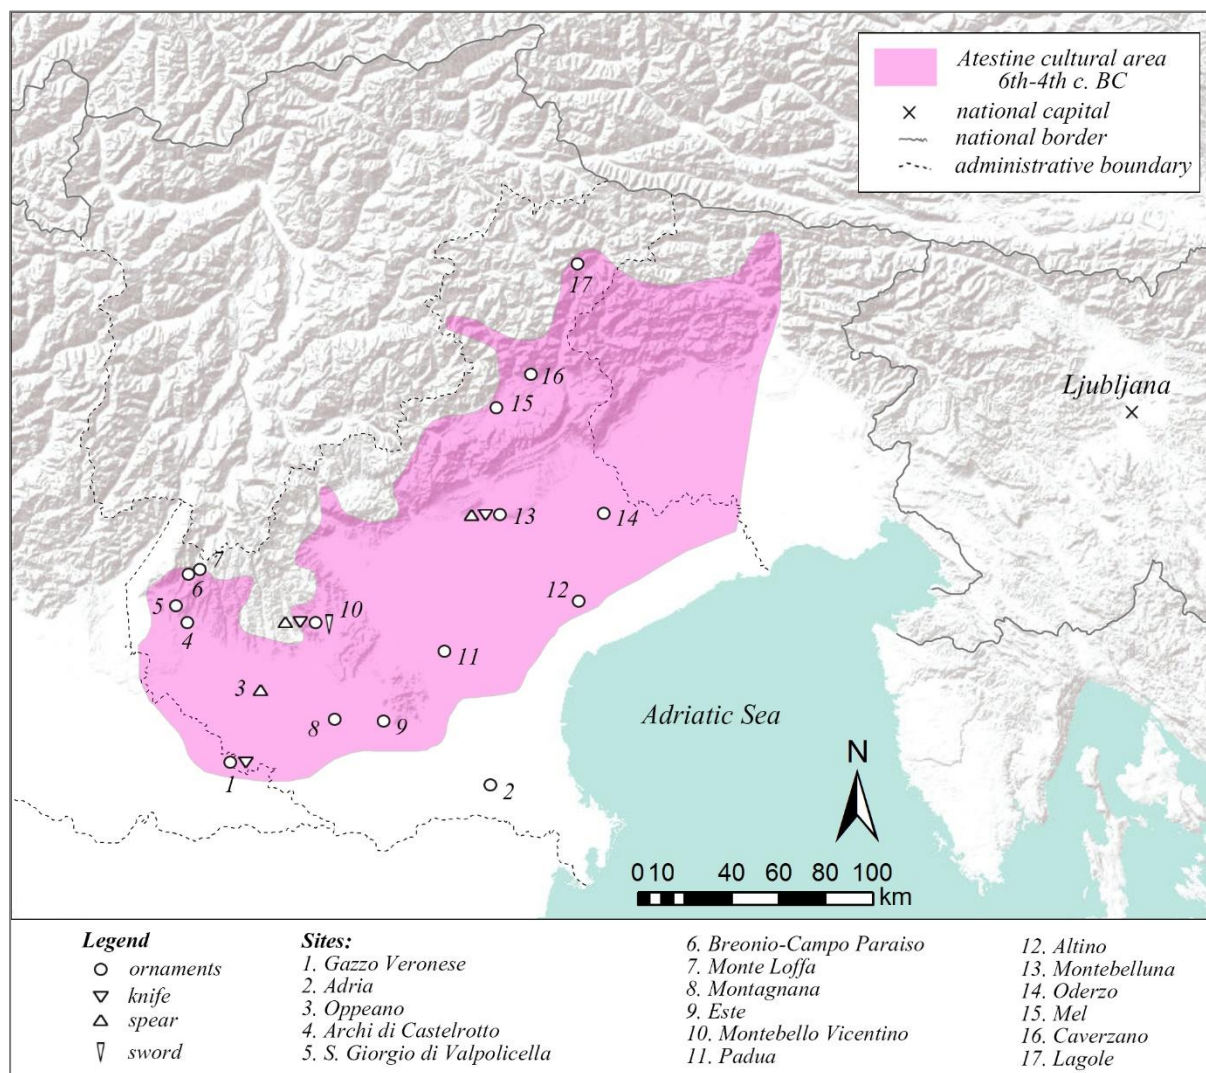 Atestine cultural area
6th-4th c. BC
national capital
national border
administrative boundary
17
16
15
Ljubljana
13
14
7
6
5
4
10
12
11
3
8
9
Adriatic Sea
1
2
N
0 10 40 60 80 100
km
Legend
ornaments
knife
spear
sword
Sites:
1. Gazzo Veronese
2. Adria
3. Oppeano
4. Archi di Castelrotto
5. S. Giorgio di Valpolicella
6. Breonio-Campo Paraiso
7. Monte Loffa
8. Montagnana
9. Este
10. Montebello Vicentino
11. Padua
12. Altino
13. Montebelluna
14. Oderzo
15. Mel
16. Caverzano
17. Lagole